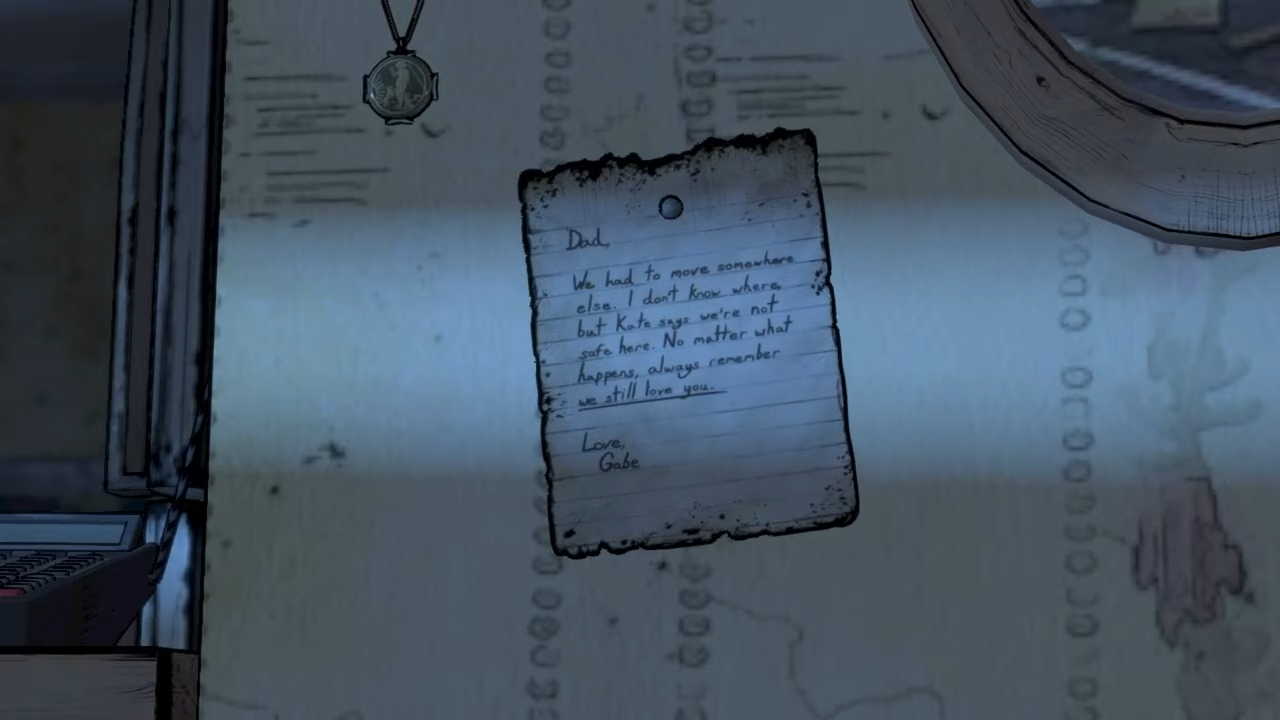 Dad,
We had to move somewhere
else. I don't know where
but Kate says we're not
safe here. No matter what
happens, always remember
we still love you.
Love,
Gabe